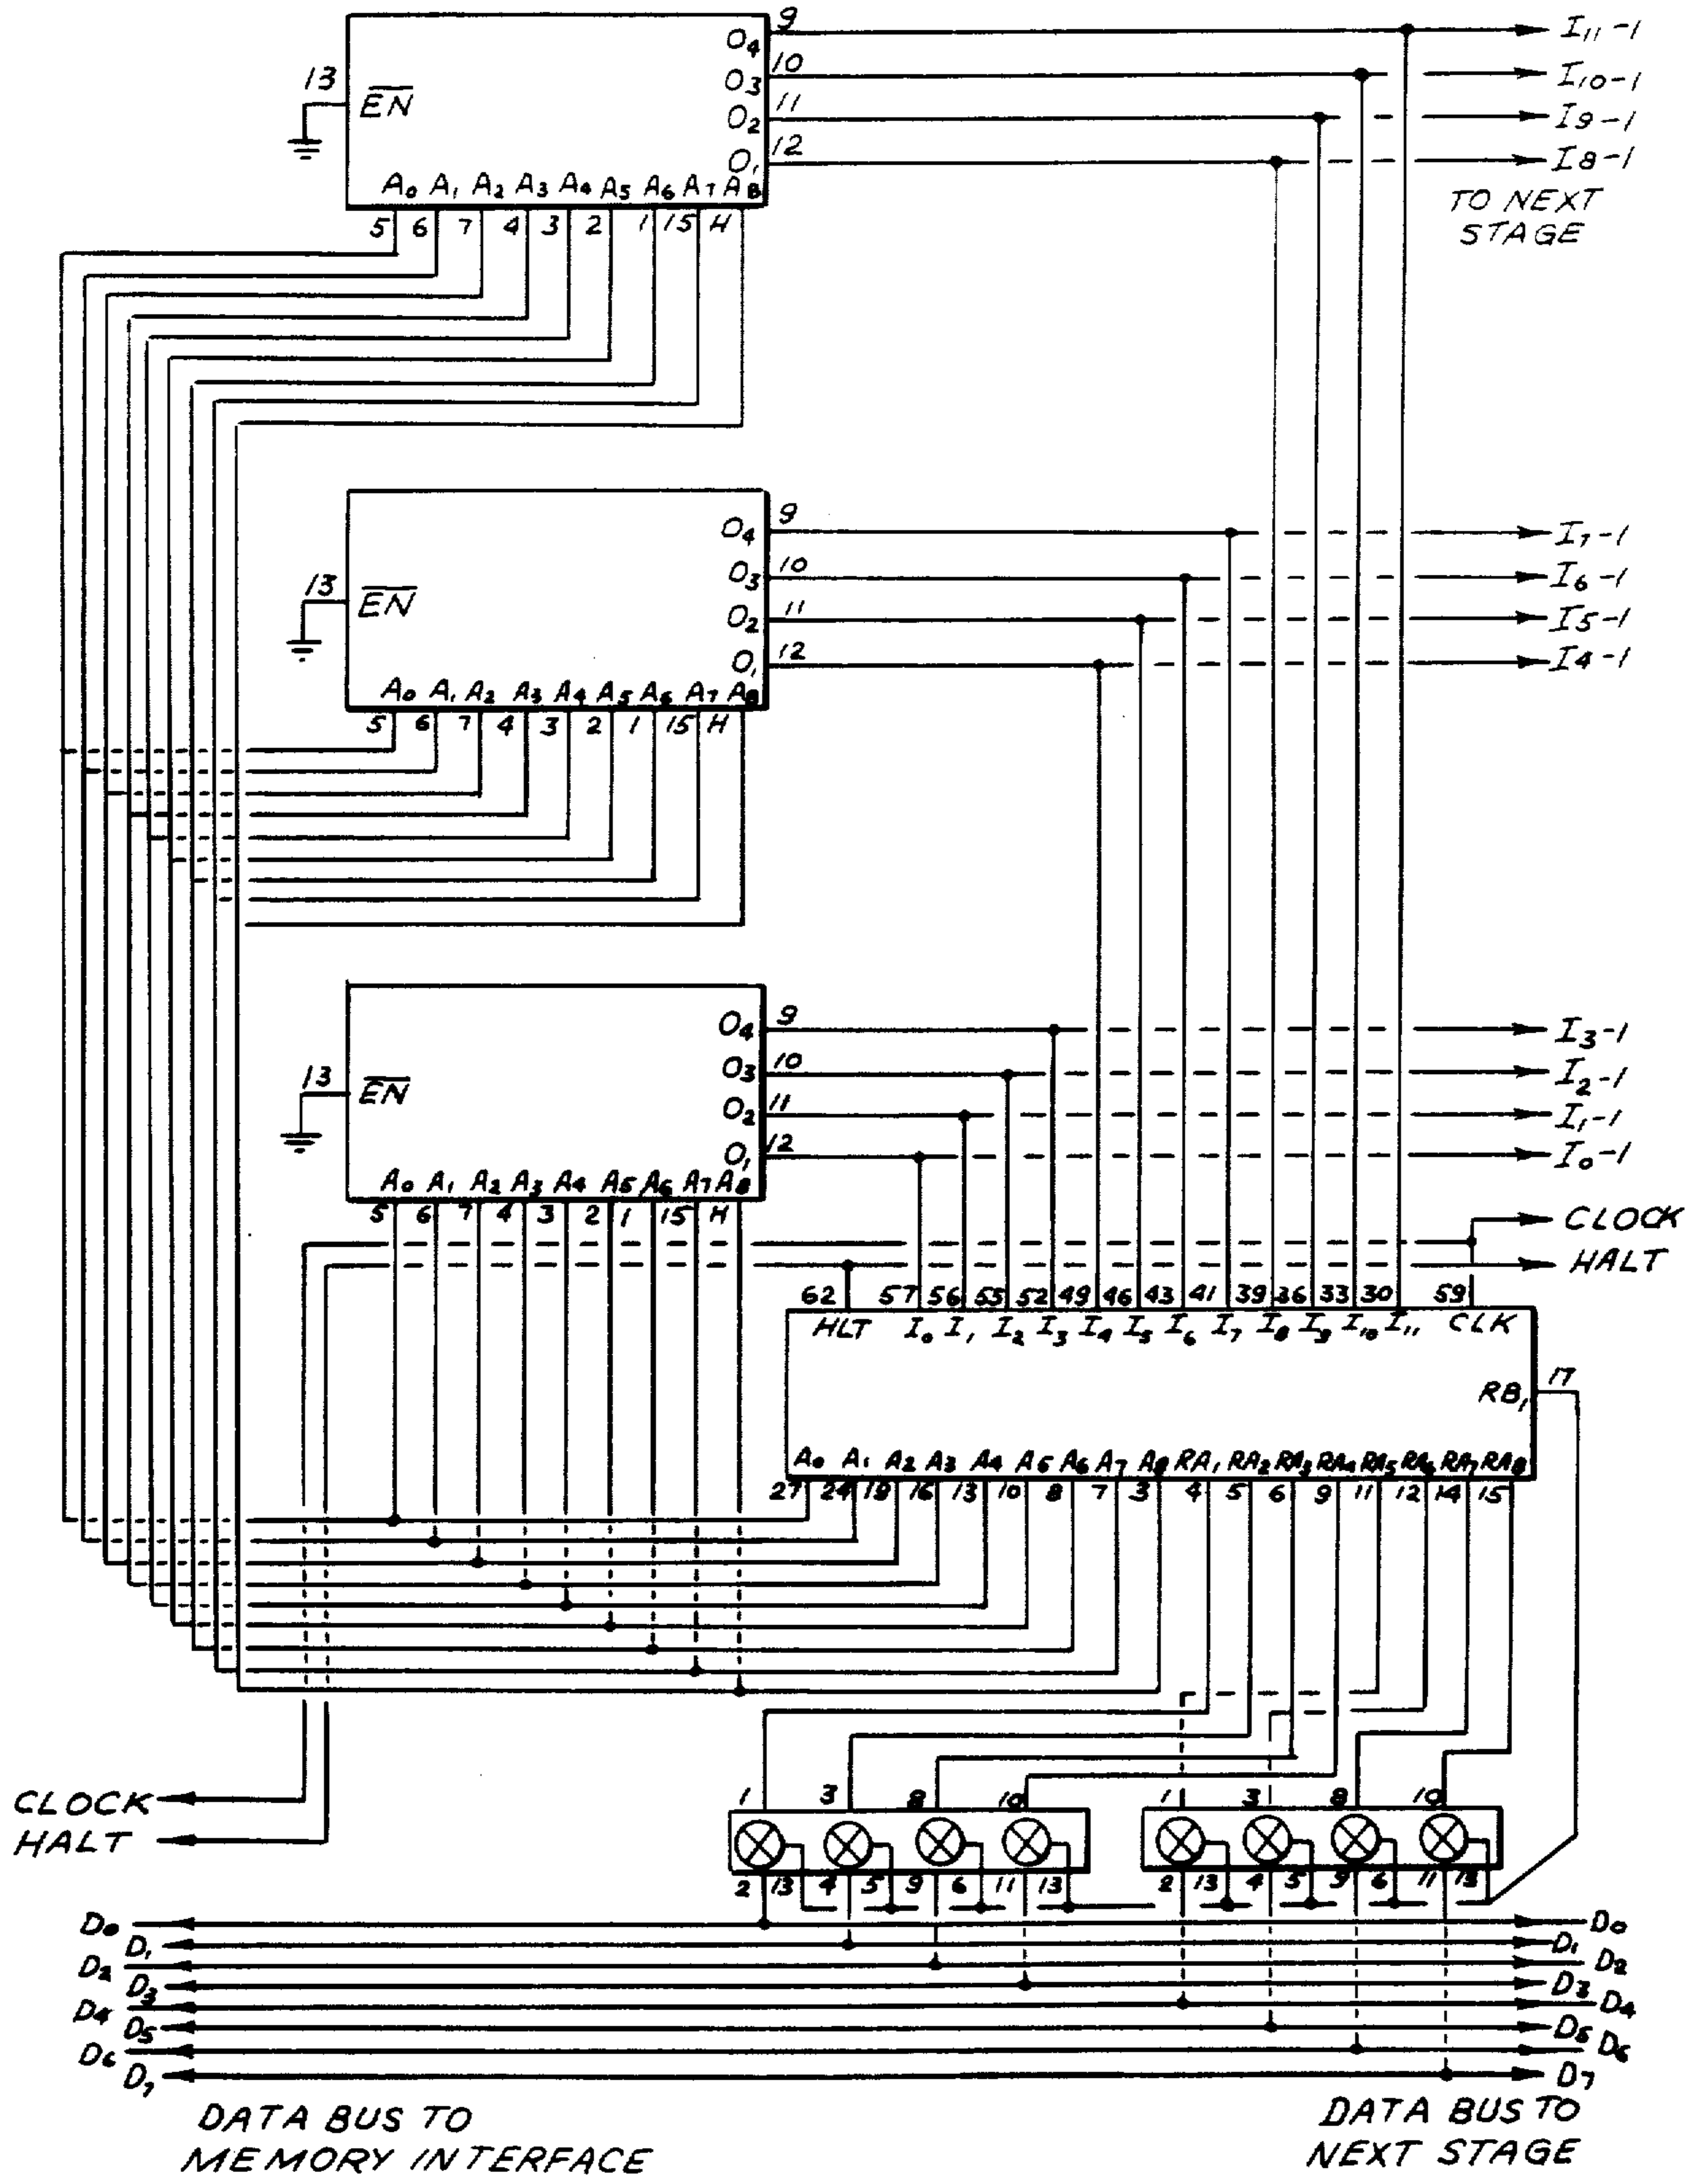 9 I₁₁-1
O₄
10 I₁₀-1
13 O₃
E̅N̅ 11 I9-1
O₂
12 I8-1
O₁
A₀ A₁ A₂ A₃ A₄ A₅ A₆ A₇ A₈ TO NEXT
5 6 7 4 3 2 1 15 H STAGE
9
O₄ I₇-1
10
13 O₃ I6-1
E̅N̅ 11
O₂ I5-1
12
O₁ I4-1
A₀ A₁ A₂ A₃ A₄ A₅ A₆ A₇ A₈
5 6 7 4 3 2 1 15 H
O₄ 9 I₃-1
O₃ 10 I₂-1
13
E̅N̅ O₂ 11 I₁-1
O₁ 12 I₀-1
A₀ A₁ A₂ A₃ A₄ A₅ A₆ A₇ A₈
5 6 7 4 3 2 1 15 H
CLOCK
HALT
62 57 56 55 52 49 46 43 41 39 36 33 30 59
HLT I₀ I₁ I₂ I₃ I₄ I₅ I₆ I₇ I₈ I₉ I₁₀ I₁₁ CLK
RB₁ 17
A₀ A₁ A₂ A₃ A₄ A₅ A₆ A₇ A₈ RA₁ RA₂ RA₃ RA₄ RA₅ RA₆ RA₇ RA₈
27 24 19 16 13 10 8 7 3 4 5 6 9 11 12 14 15
CLOCK 1 3 8 10 1 3 8 10
HALT
2 13 4 5 9 6 11 13 2 13 4 5 9 6 11 13
D₀ D₀
D₁ D₁
D₂ D₂
D₃ D₃
D₄ D₄
D₅ D₅
D₆ D₆
D₇ D₇
DATA BUS TO
MEMORY INTERFACE
DATA BUS TO
NEXT STAGE